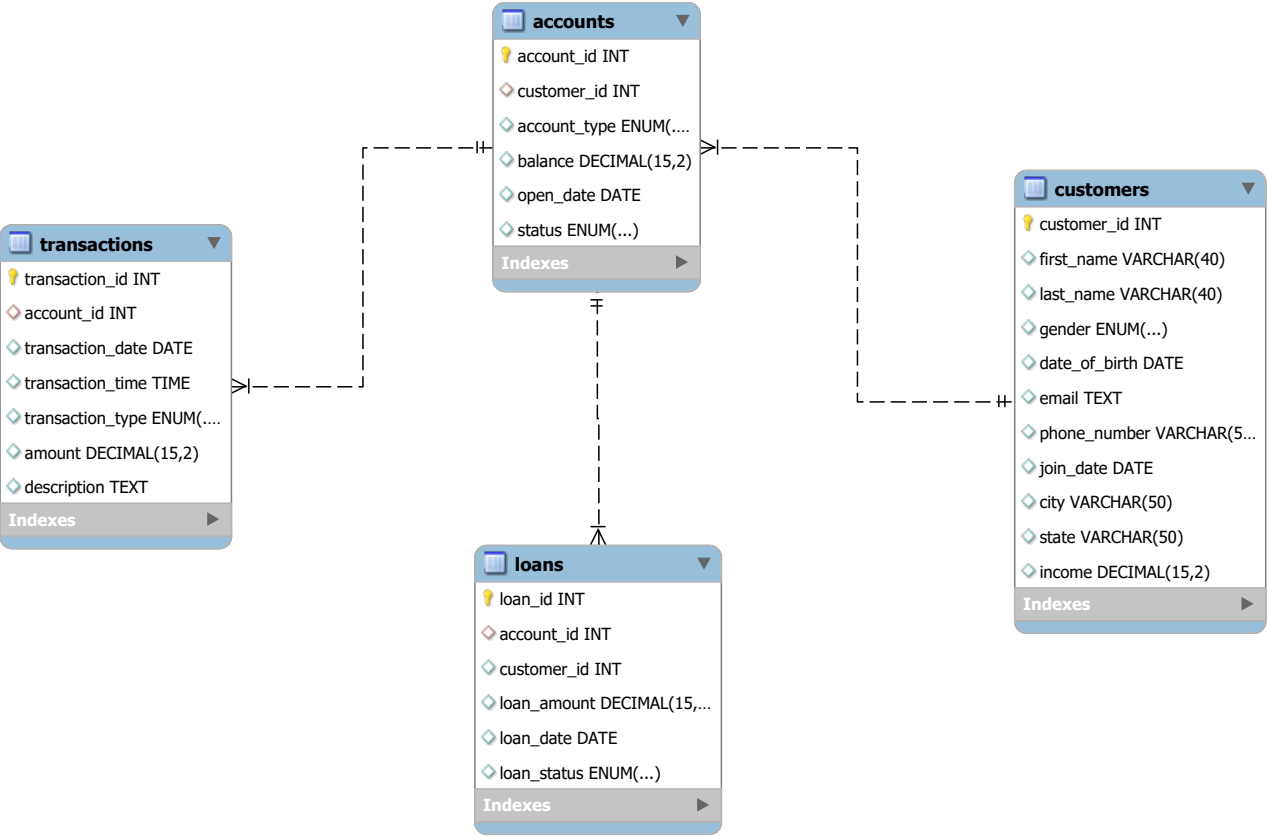 accounts
account_id INT
customer_id INT
account_type ENUM(....
balance DECIMAL(15,2)
open_date DATE
status ENUM(...)
Indexes
customers
customer_id INT
first_name VARCHAR(40)
last_name VARCHAR(40)
gender ENUM(...)
date_of_birth DATE
email TEXT
phone_number VARCHAR(5...
join_date DATE
city VARCHAR(50)
state VARCHAR(50)
income DECIMAL(15,2)
Indexes
transactions
transaction_id INT
account_id INT
transaction_date DATE
transaction_time TIME
transaction_type ENUM(....
amount DECIMAL(15,2)
description TEXT
Indexes
loans
loan_id INT
account_id INT
customer_id INT
loan_amount DECIMAL(15,...
loan_date DATE
loan_status ENUM(...)
Indexes